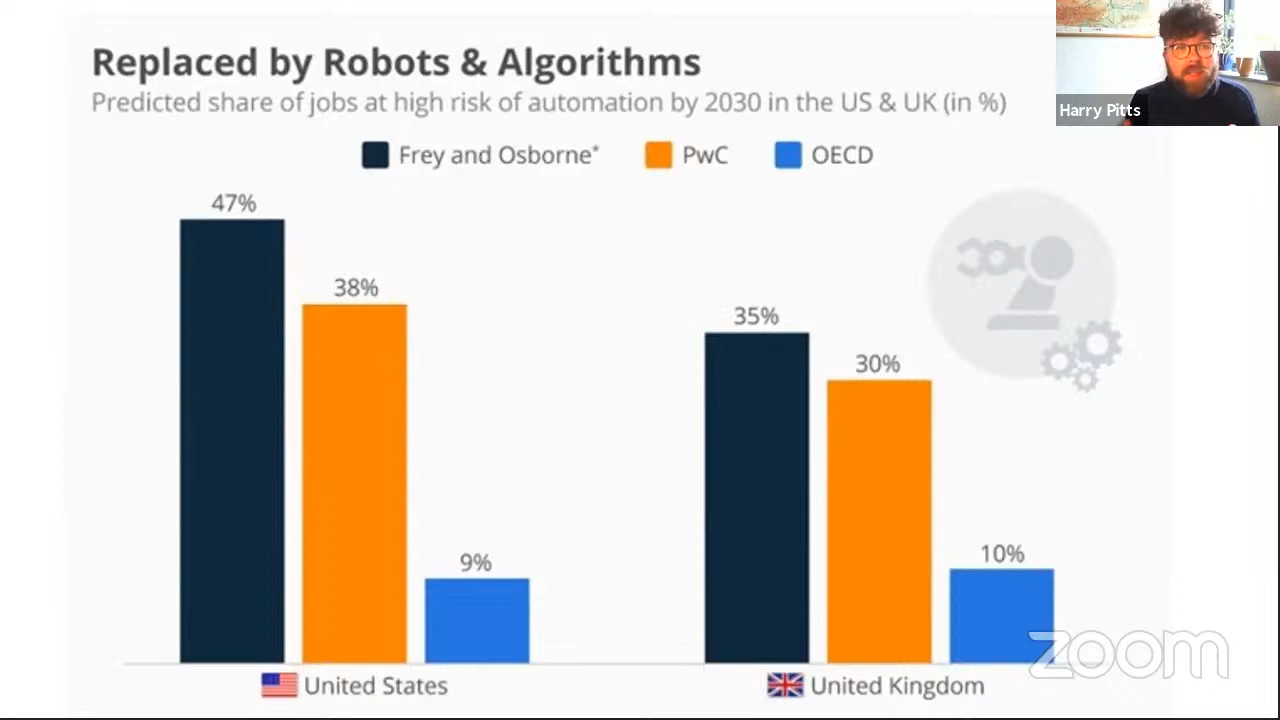 Replaced by Robots & Algorithms
Predicted share of jobs at high risk of automation by 2030 in the US & UK (in %)
Harry Pitts
Frey and Osborne*
PwC
OECD
47%
38%
9%
35%
30%
10%
United States
United Kingdom
zoom